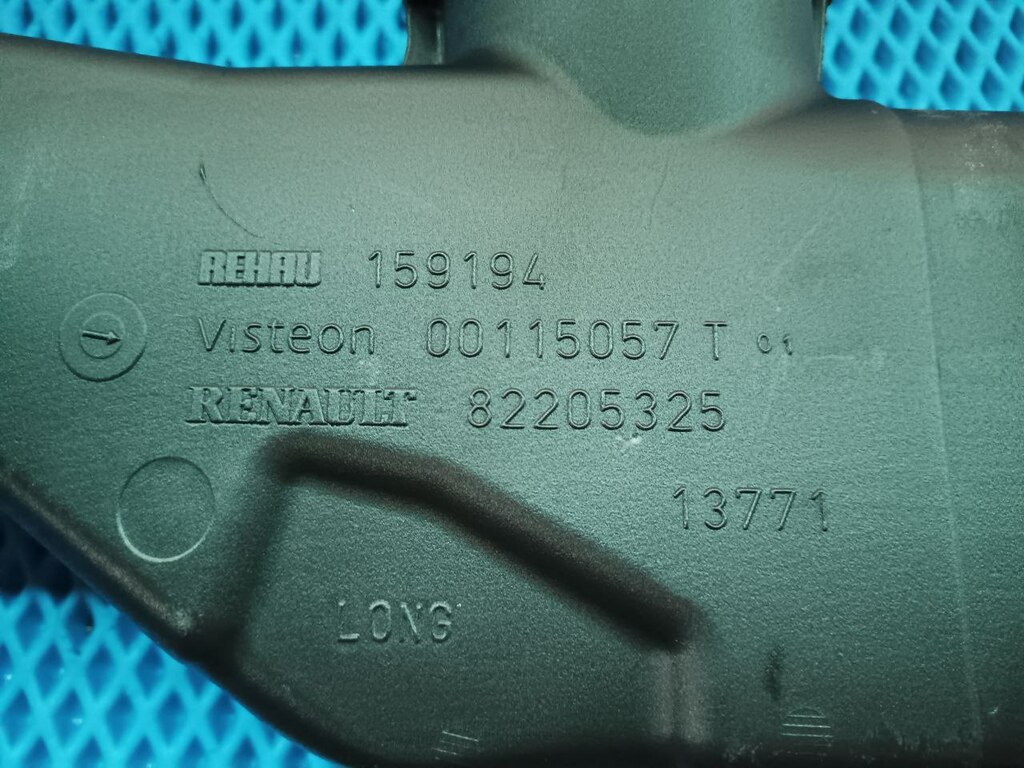 REHAU 159194
Visteon 00115057 T 01
RENAULT 82205325
13771
LONG